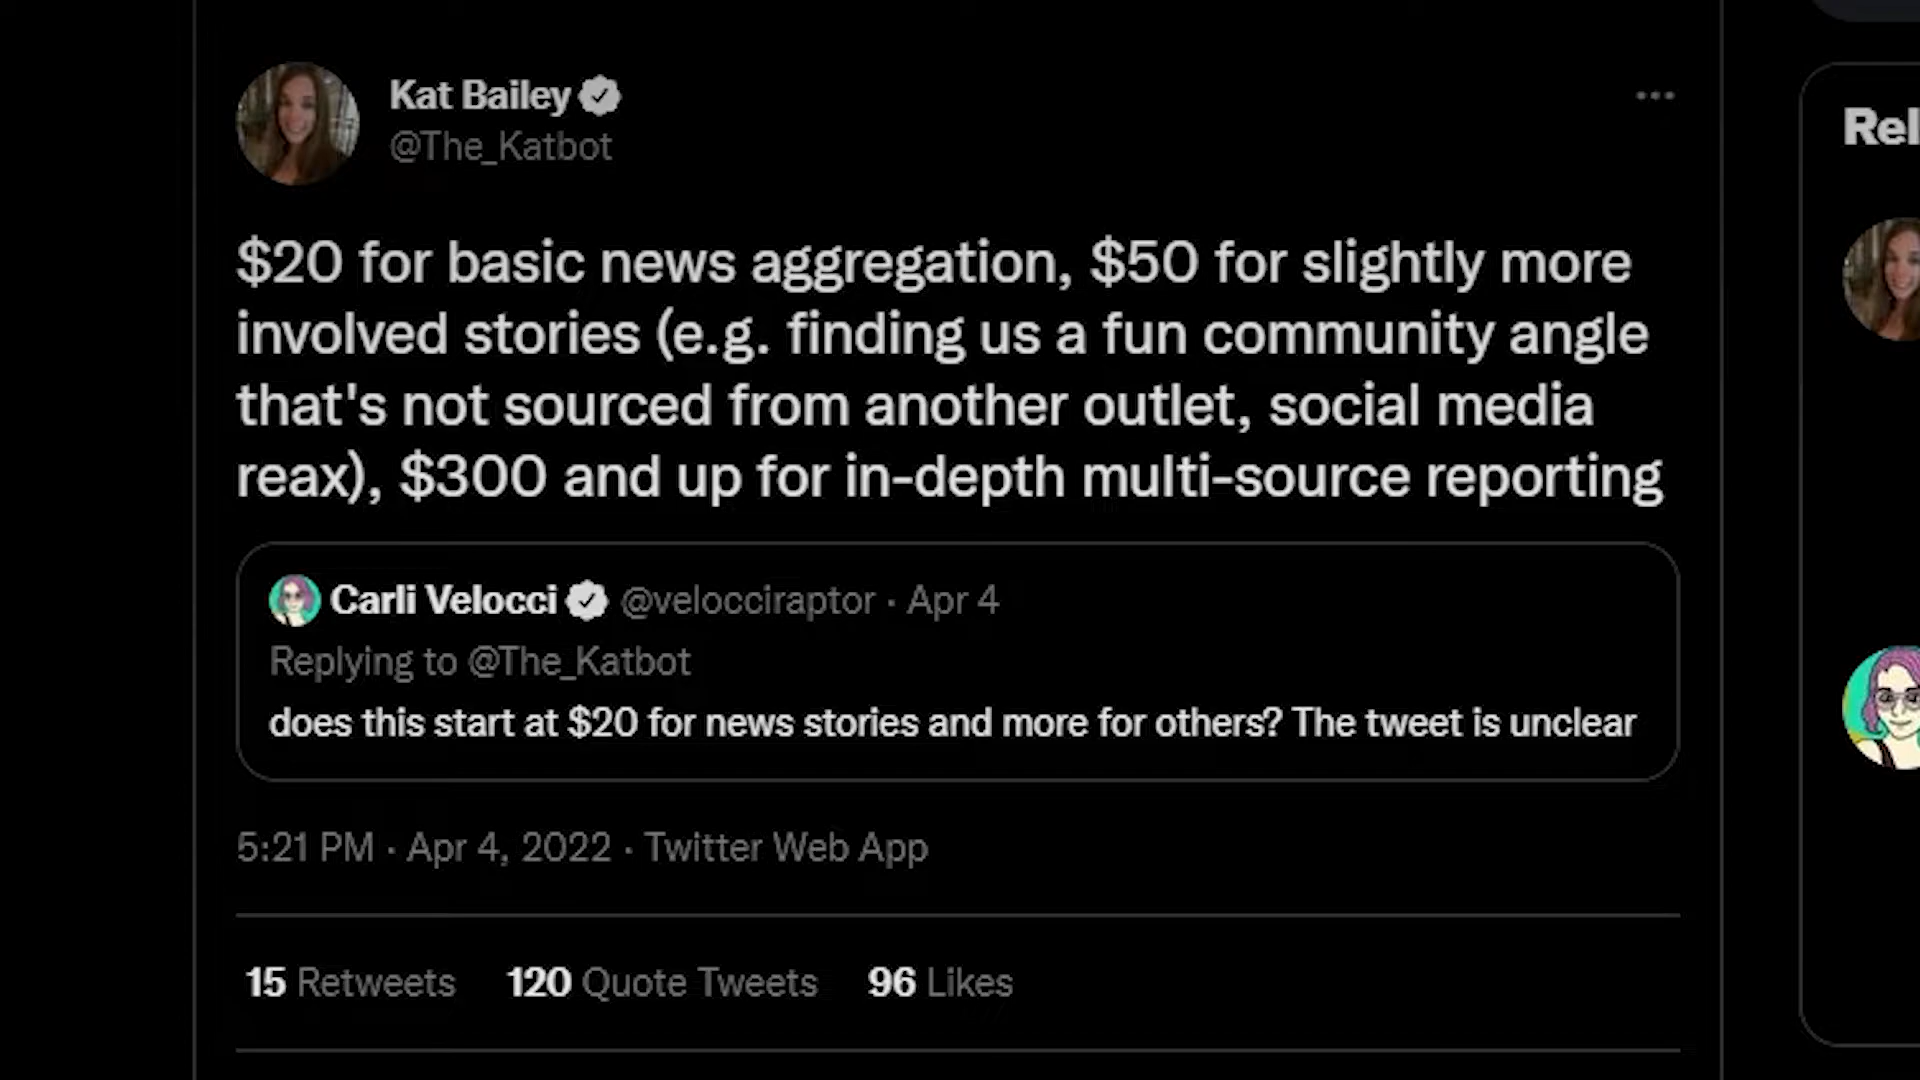 Kat Bailey
@The_Katbot
$20 for basic news aggregation, $50 for slightly more
involved stories (e.g. finding us a fun community angle
that's not sourced from another outlet, social media
reax), $300 and up for in-depth multi-source reporting
Carli Velocci @velocciraptor · Apr 4
Replying to @The_Katbot
does this start at $20 for news stories and more for others? The tweet is unclear
5:21 PM · Apr 4, 2022 · Twitter Web App
15 Retweets 120 Quote Tweets 96 Likes
Rel